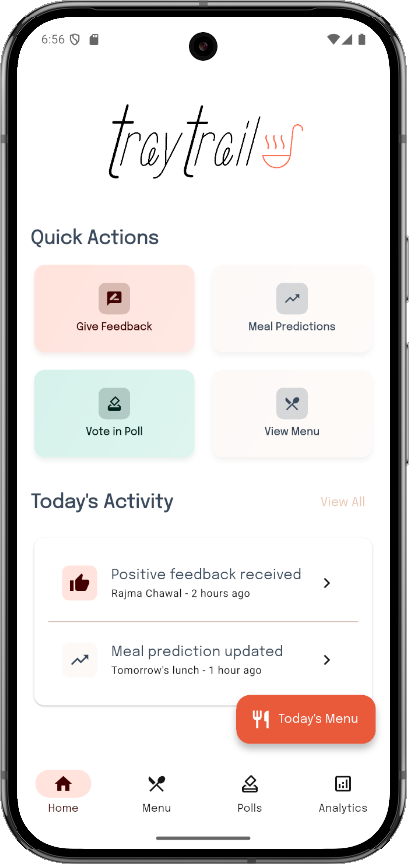 6:56
traytrail
Quick Actions
Give Feedback
Meal Predictions
Vote in Poll
View Menu
Today's Activity
View All
Positive feedback received
Rajma Chawal - 2 hours ago
Meal prediction updated
Tomorrow's lunch - 1 hour ago
Today's Menu
Home
Menu
Polls
Analytics